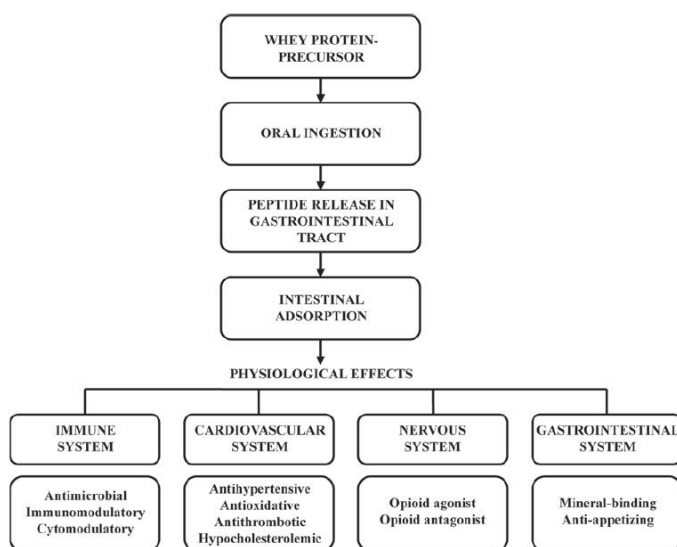 WHEY PROTEIN-
PRECURSOR
ORAL INGESTION
PEPTIDE RELEASE IN
GASTROINTESTINAL
TRACT
INTESTINAL
ADSORPTION
PHYSIOLOGICAL EFFECTS
IMMUNE
SYSTEM
CARDIOVASCULAR
SYSTEM
NERVOUS
SYSTEM
GASTROINTESTINAL
SYSTEM
Antimicrobial
Immunomodulatory
Cytomodulatory
Antihypertensive
Antioxidative
Antithrombotic
Hypocholesterolemic
Opioid agonist
Opioid antagonist
Mineral-binding
Anti-appetizing